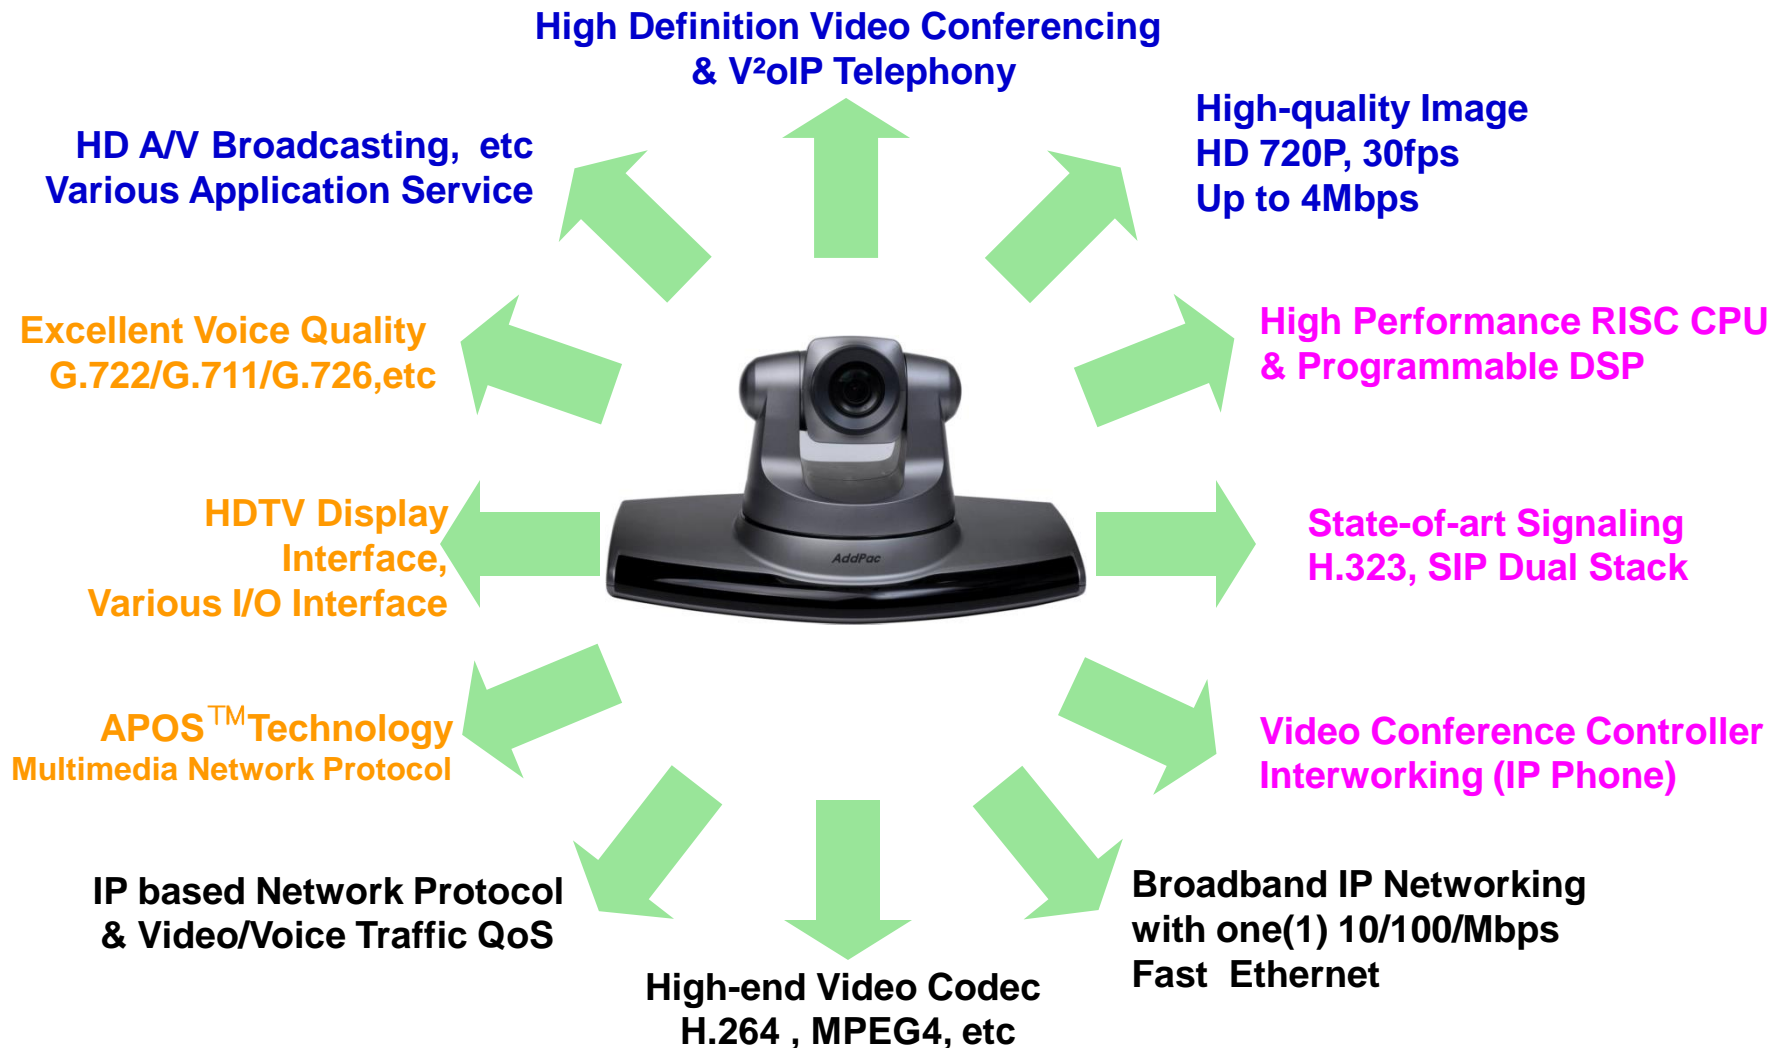 High Definition Video Conferencing
& V²oIP Telephony
High-quality Image
HD 720P, 30fps
Up to 4Mbps
HD A/V Broadcasting, etc
Various Application Service
Excellent Voice Quality
G.722/G.711/G.726,etc
High Performance RISC CPU
& Programmable DSP
HDTV Display
Interface,
Various I/O Interface
AddPac
State-of-art Signaling
H.323, SIP Dual Stack
APOS™Technology
Multimedia Network Protocol
Video Conference Controller
Interworking (IP Phone)
IP based Network Protocol
& Video/Voice Traffic QoS
Broadband IP Networking
with one(1) 10/100/Mbps
Fast Ethernet
High-end Video Codec
H.264 , MPEG4, etc